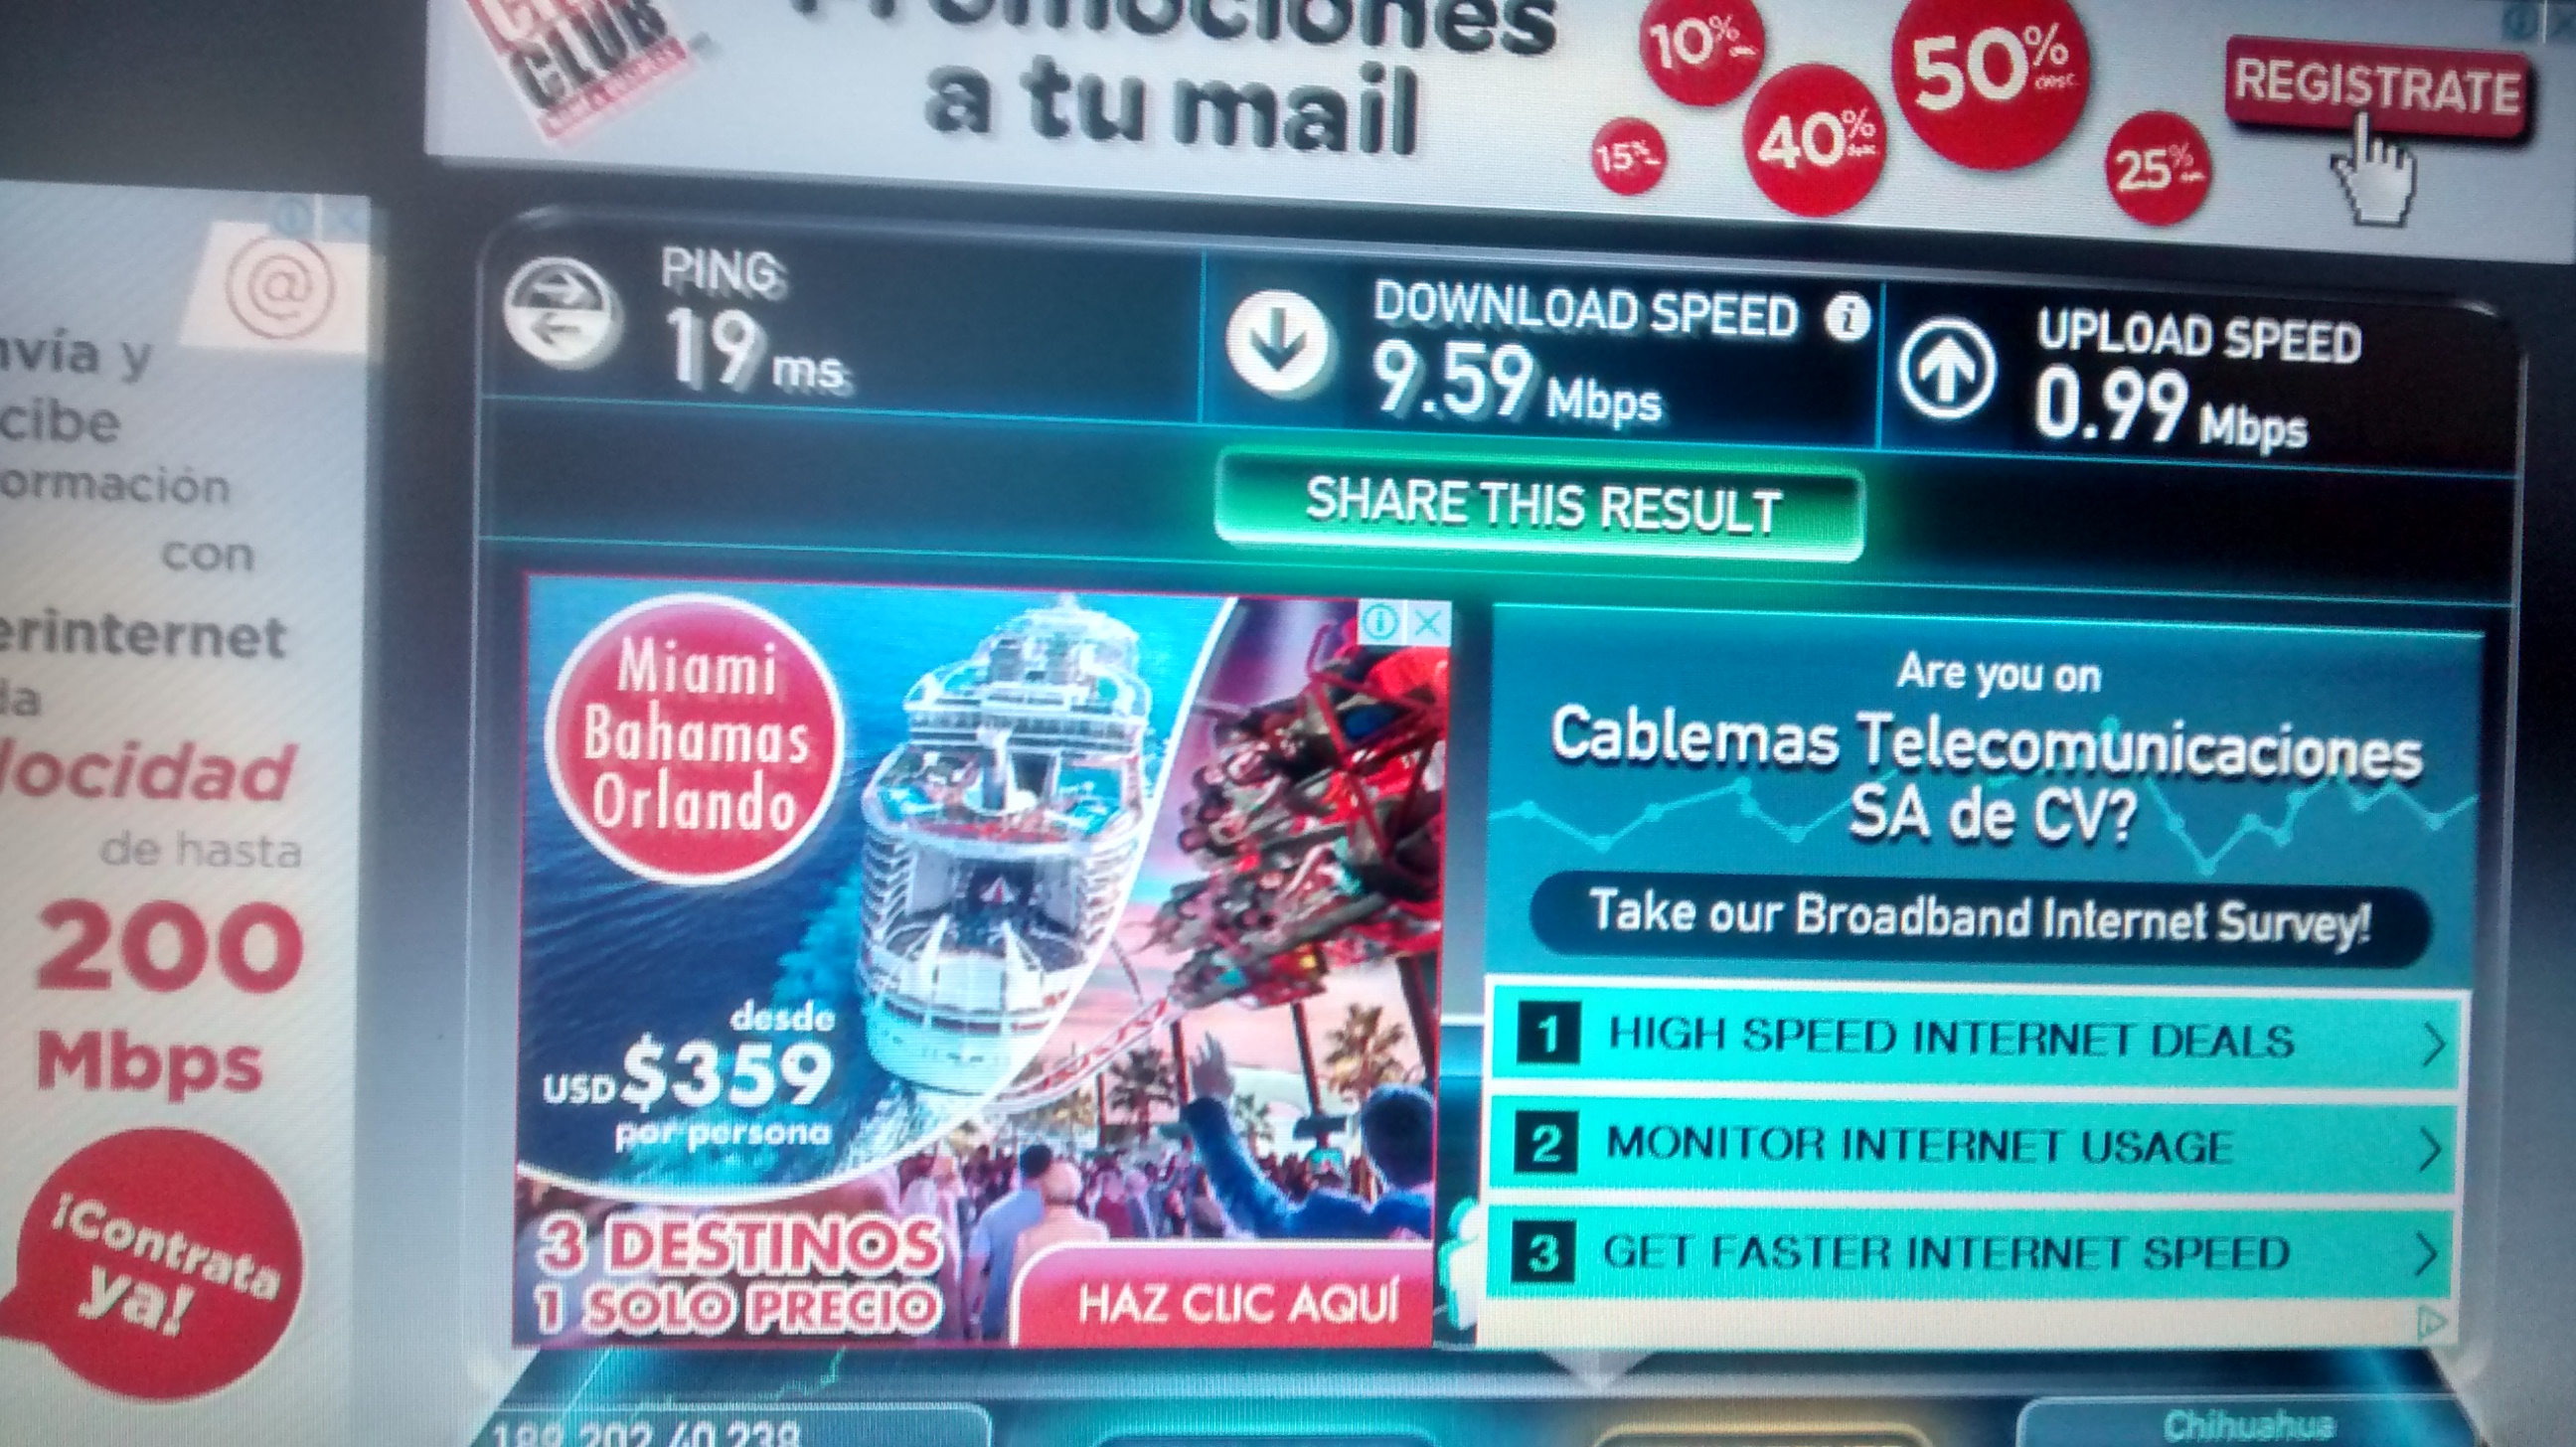 CLUB
Promociones
a tu mail
10%
15%
40%
50%
desc.
25%
REGISTRATE
@
nvía y
cibe
ormación
con
erinternet
da
locidad
de hasta
200
Mbps
¡Contrata
ya!
PING
19 ms
DOWNLOAD SPEED
9.59 Mbps
UPLOAD SPEED
0.99 Mbps
SHARE THIS RESULT
Miami
Bahamas
Orlando
desde
USD $359
por persona
3 DESTINOS
1 SOLO PRECIO
HAZ CLIC AQUÍ
Are you on
Cablemas Telecomunicaciones
SA de CV?
Take our Broadband Internet Survey!
1 HIGH SPEED INTERNET DEALS
2 MONITOR INTERNET USAGE
3 GET FASTER INTERNET SPEED
189.202.40.238
Chihuahua